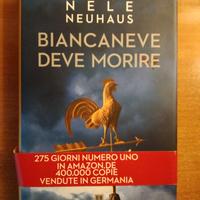 NELE
NEUHAUS
BIANCANEVE
DEVE MORIRE
275 GIORNI NUMERO UNO
IN AMAZON.DE
400.000 COPIE
VENDUTE IN GERMANIA